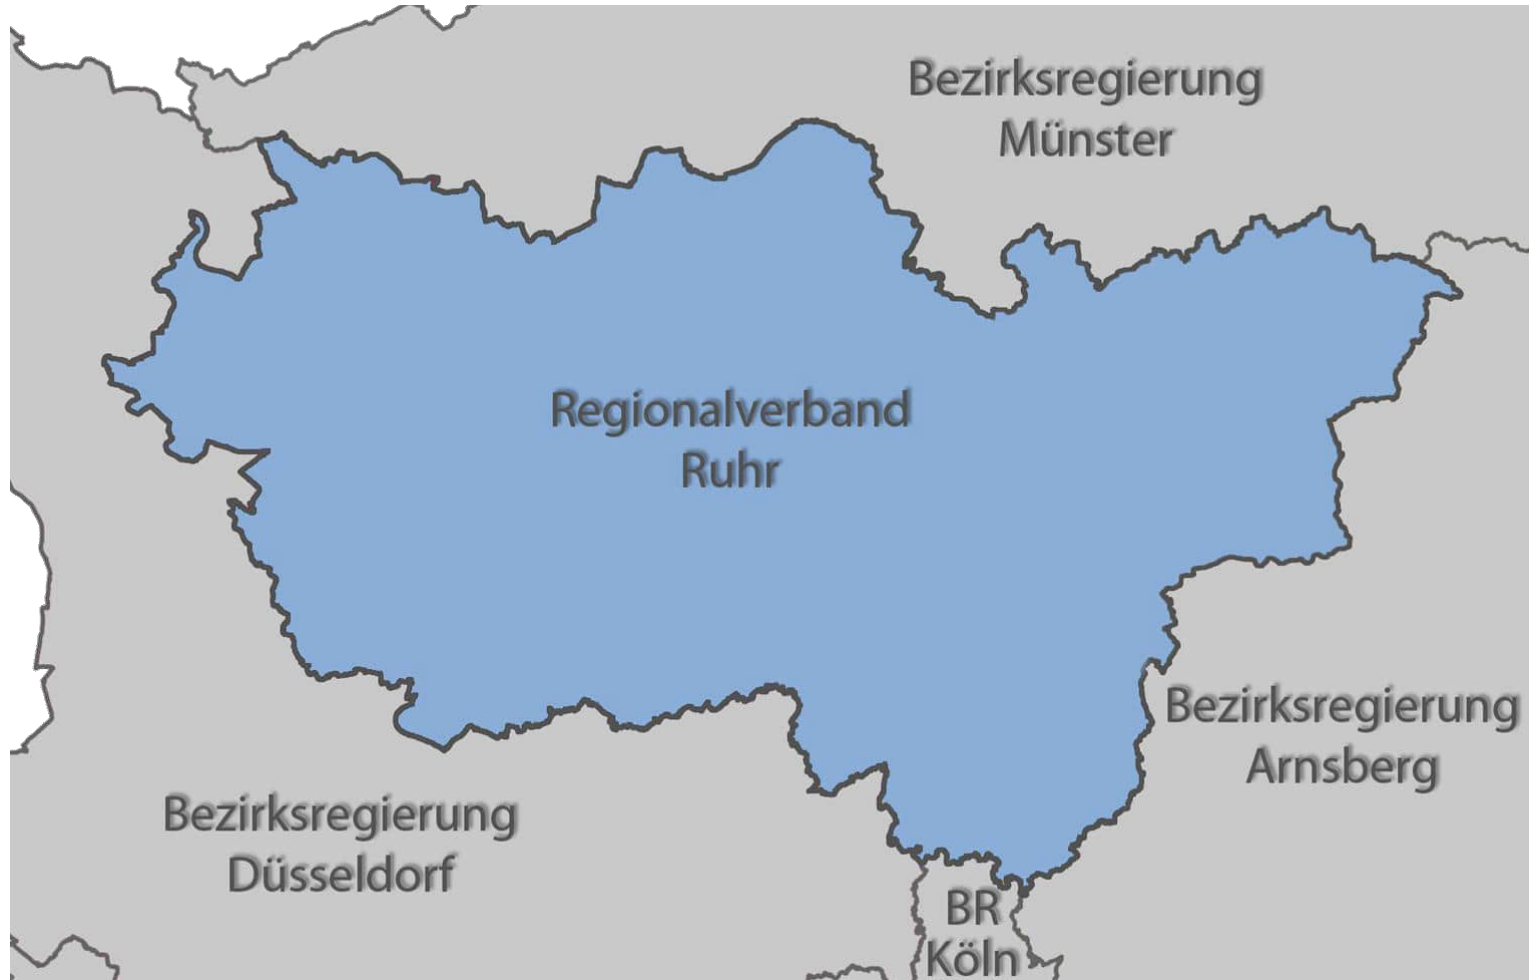 Bezirksregierung
Münster
Regionalverband
Ruhr
Bezirksregierung
Arnsberg
Bezirksregierung
Düsseldorf
BR
Köln